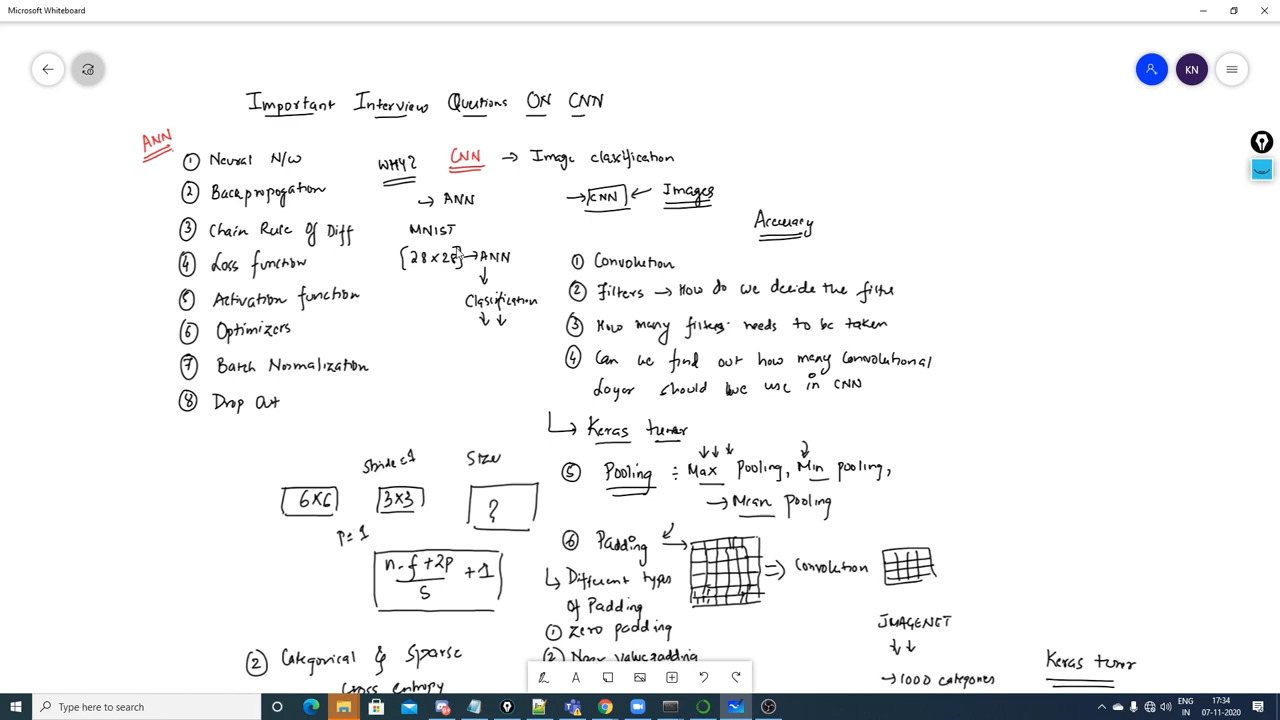 Microsoft Whiteboard
KN
Important Interview Questions ON CNN
ANN
① Neural N/W
② Backpropogation
③ Chain Rule Of Diff
④ Loss function
⑤ Activation function
⑥ Optimizers
⑦ Batch Normalization
⑧ Drop Out
WHY? CNN → Image classification
→ ANN
MNIST
[28×28] → ANN
↓
Classification
↓ ↓
→ CNN ← Images
Accuracy
① Convolution
② Filters → How do we decide the filte
③ How many filters needs to be taken
④ Can we find out how many Convolutional
Layer should we use in CNN
↳ Keras tuner
⑤ Pooling ÷ Max Pooling, Min pooling,
→ Mean Pooling
⑥ Padding → ⇒ Convolution
↳ Different types
Of Padding
① Zero padding
② padding
Stride=1
Size
6×6
3×3
?
P=1
n-f+2p
S
+1
② Categorical & Sparse
Cross entropy
IMAGENET
↓ ↓
→ 1000 categories
Keras tuner
Type here to search
ENG
IN
17:34
07-11-2020